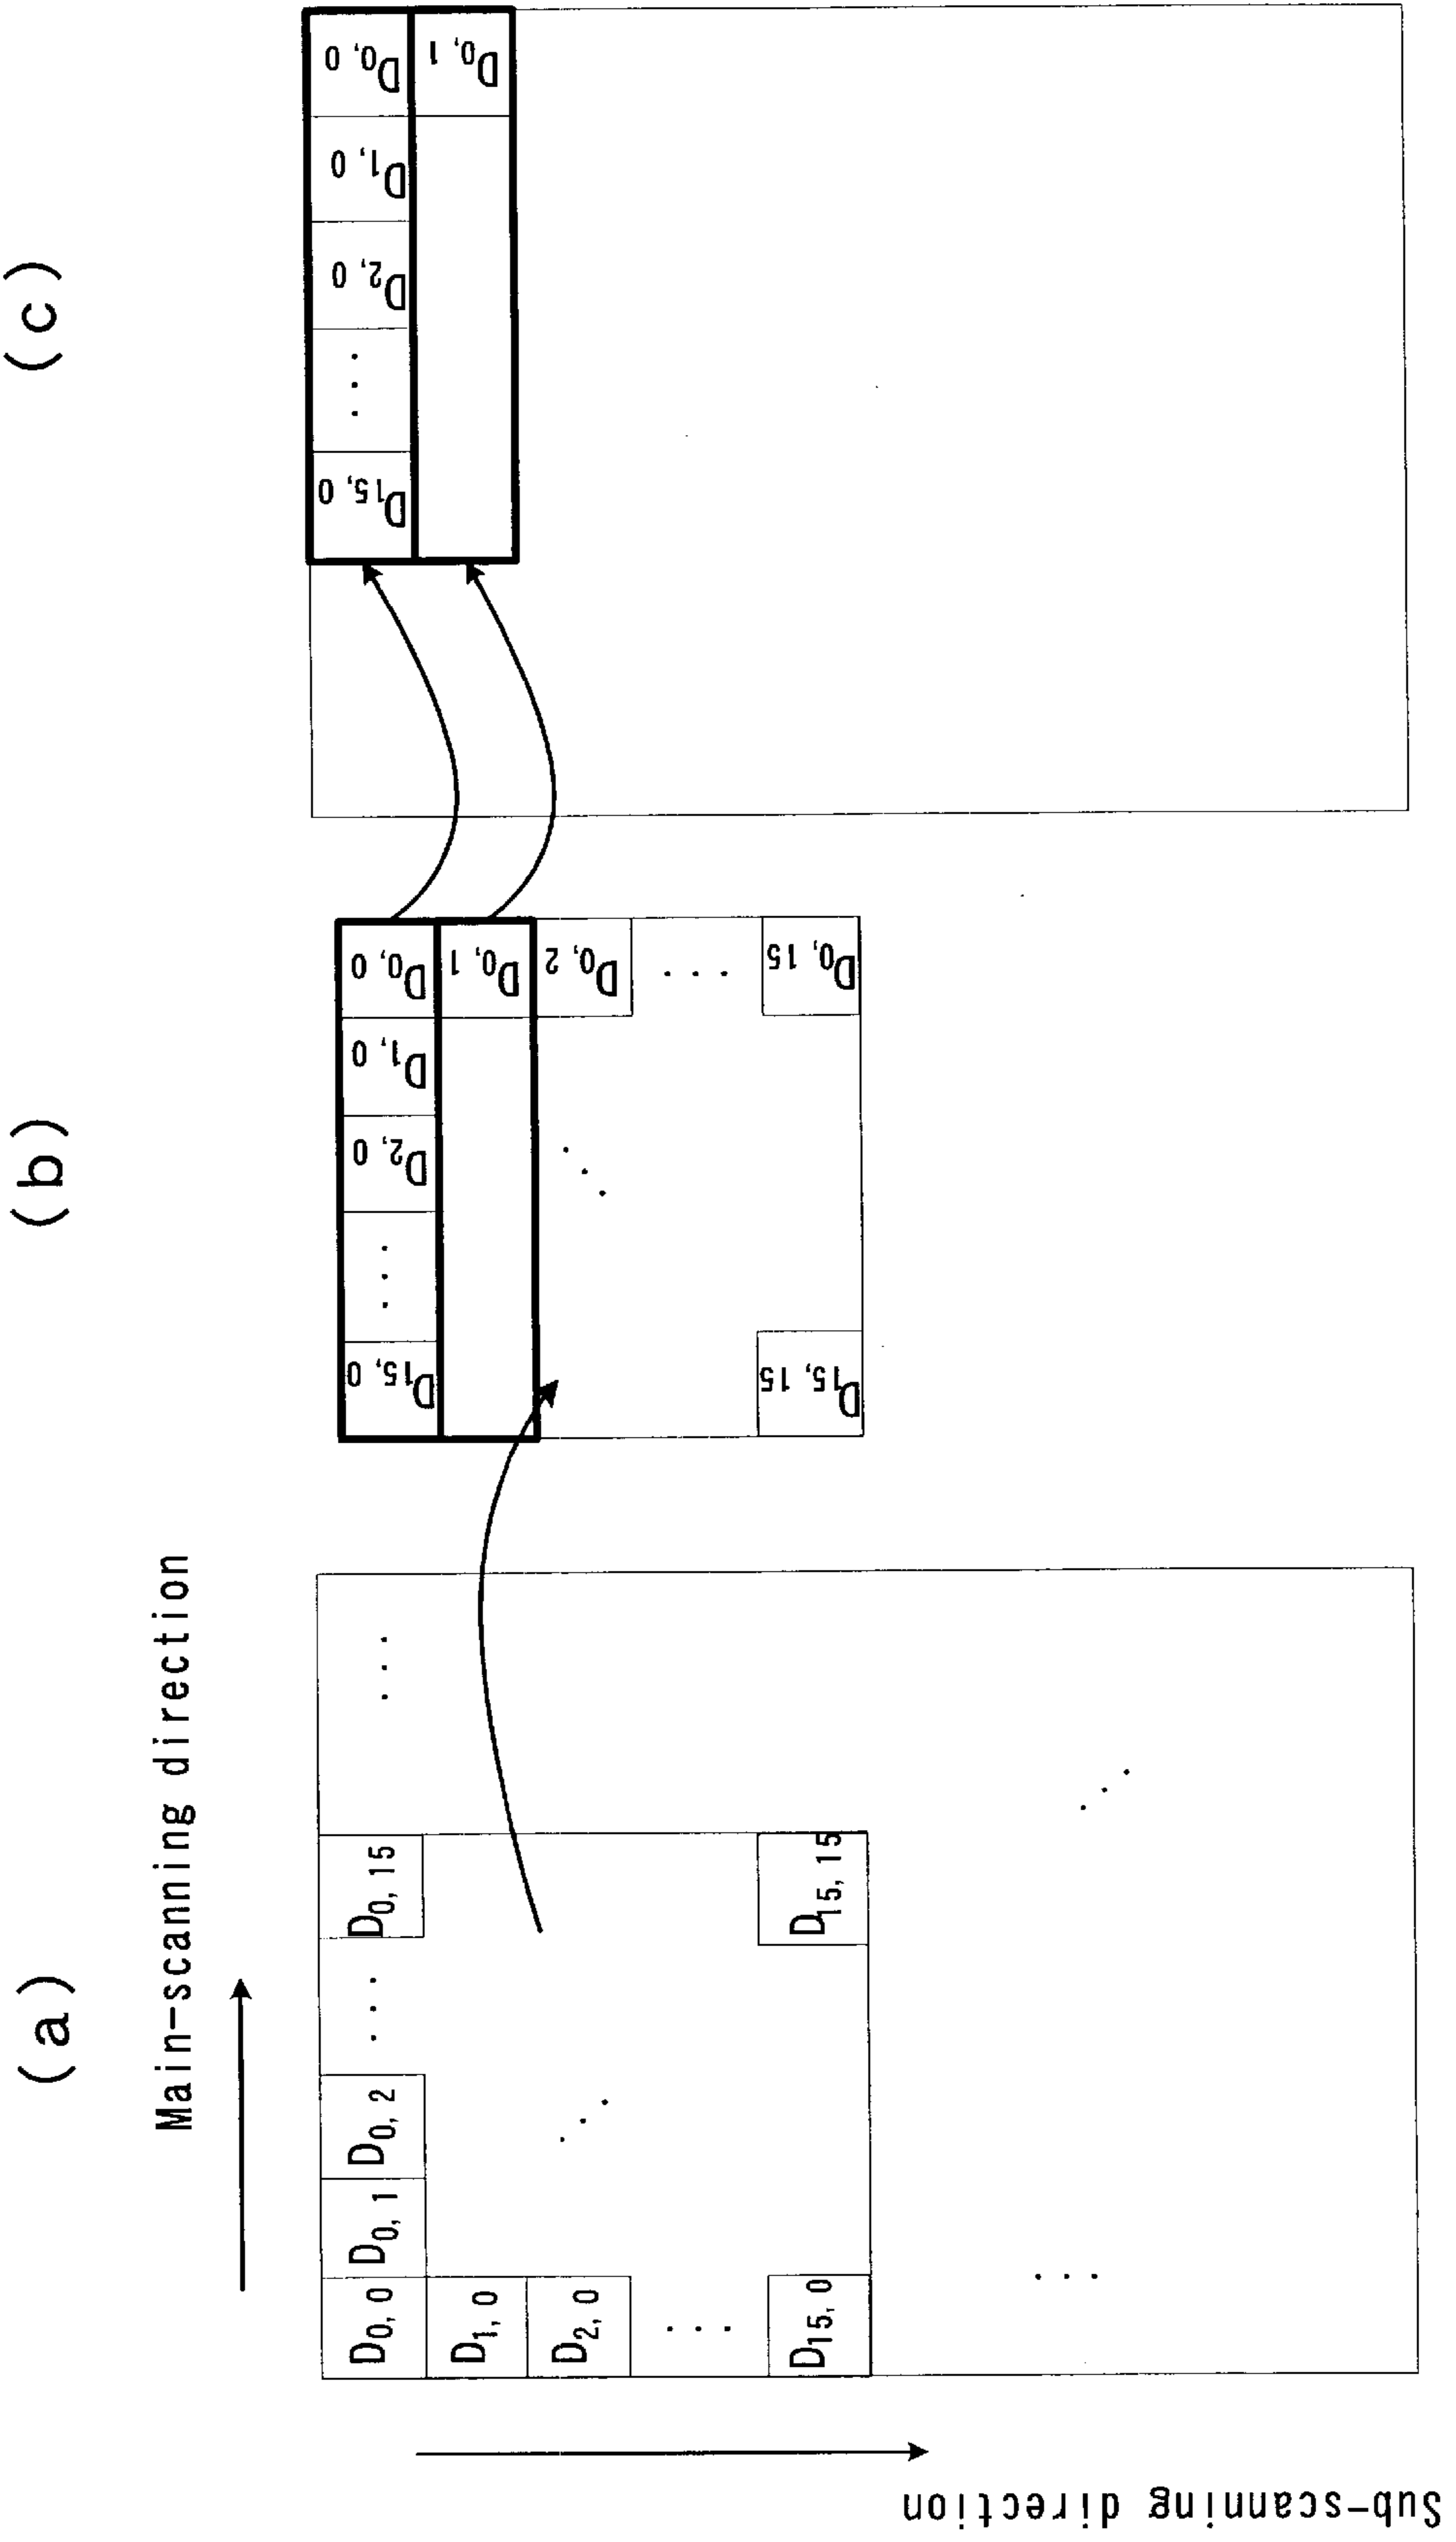 (a)
Main-scanning direction
Sub-scanning direction
D0, 0 D0, 1 D0, 2 ··· D0, 15 ···
D1, 0
D2, 0
···
D15, 0 D15, 15
···
(b)
D15, 0 ··· D2, 0 D1, 0 D0, 0
D0, 1
D0, 2
···
D15, 15 D0, 15
(c)
D15, 0 ··· D2, 0 D1, 0 D0, 0
D0, 1